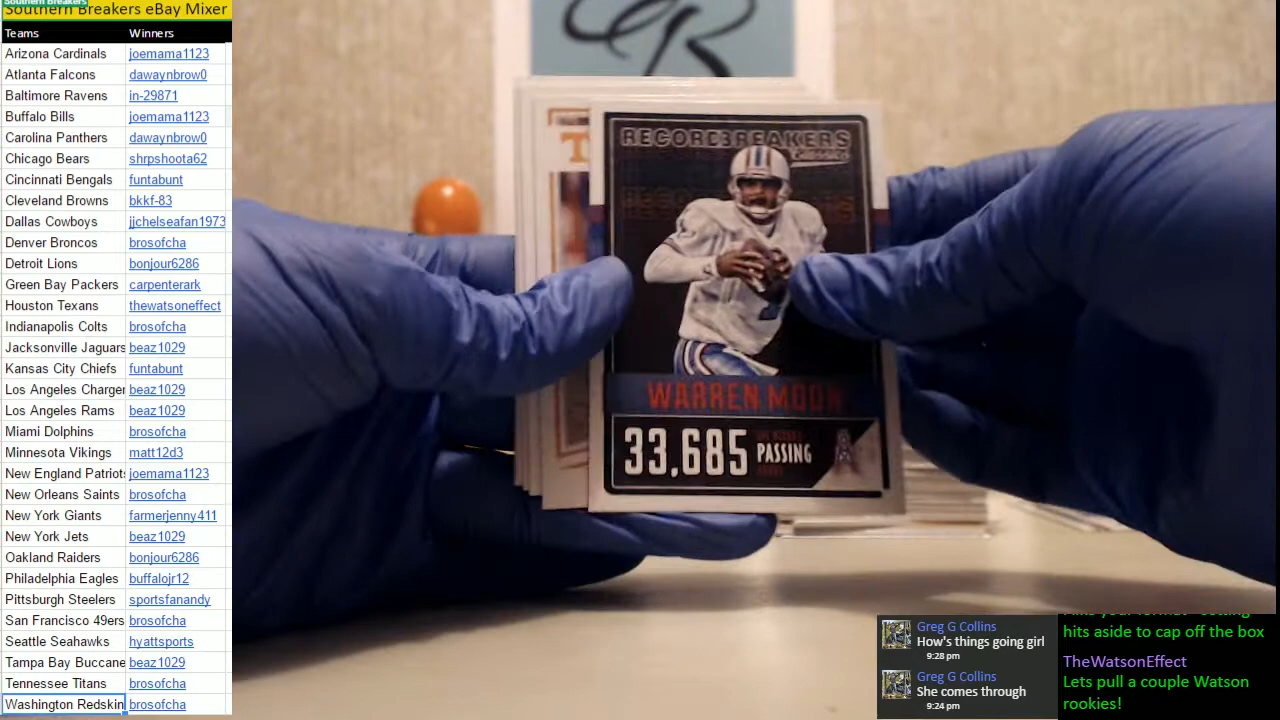 Southern Breakers
Southern Breakers eBay Mixer
Teams Winners
Arizona Cardinals joemama1123
Atlanta Falcons dawaynbrow0
Baltimore Ravens in-29871
Buffalo Bills joemama1123
Carolina Panthers dawaynbrow0
Chicago Bears shrpshoota62
Cincinnati Bengals funtabunt
Cleveland Browns bkkf-83
Dallas Cowboys jjchelseafan1973
Denver Broncos brosofcha
Detroit Lions bonjour6286
Green Bay Packers carpenterark
Houston Texans thewatsoneffect
Indianapolis Colts brosofcha
Jacksonville Jaguars beaz1029
Kansas City Chiefs funtabunt
Los Angeles Charger beaz1029
Los Angeles Rams beaz1029
Miami Dolphins brosofcha
Minnesota Vikings matt12d3
New England Patriots joemama1123
New Orleans Saints brosofcha
New York Giants farmerjenny411
New York Jets beaz1029
Oakland Raiders bonjour6286
Philadelphia Eagles buffalojr12
Pittsburgh Steelers sportsfanandy
San Francisco 49ers brosofcha
Seattle Seahawks hyattsports
Tampa Bay Buccane beaz1029
Tennessee Titans brosofcha
Washington Redskin brosofcha
RECORD BREAKERS
CLASSICS
WARREN MOON
33,685
PASSING
Greg G Collins
How's things going girl
9:28 pm
Greg G Collins
She comes through
9:24 pm
hits aside to cap off the box
TheWatsonEffect
Lets pull a couple Watson
rookies!